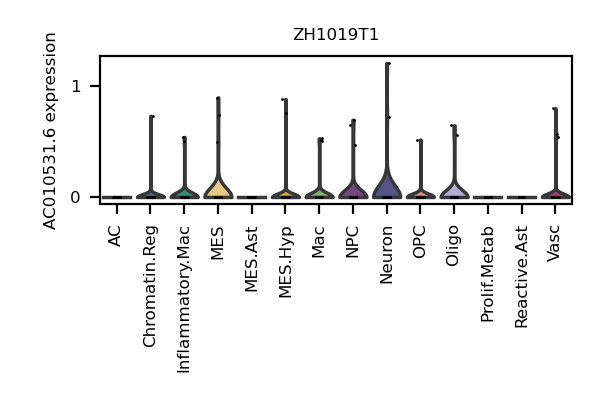 ZH1019T1
AC010531.6 expression
1
0
AC
Chromatin.Reg
Inflammatory.Mac
MES
MES.Ast
MES.Hyp
Mac
NPC
Neuron
OPC
Oligo
Prolif.Metab
Reactive.Ast
Vasc